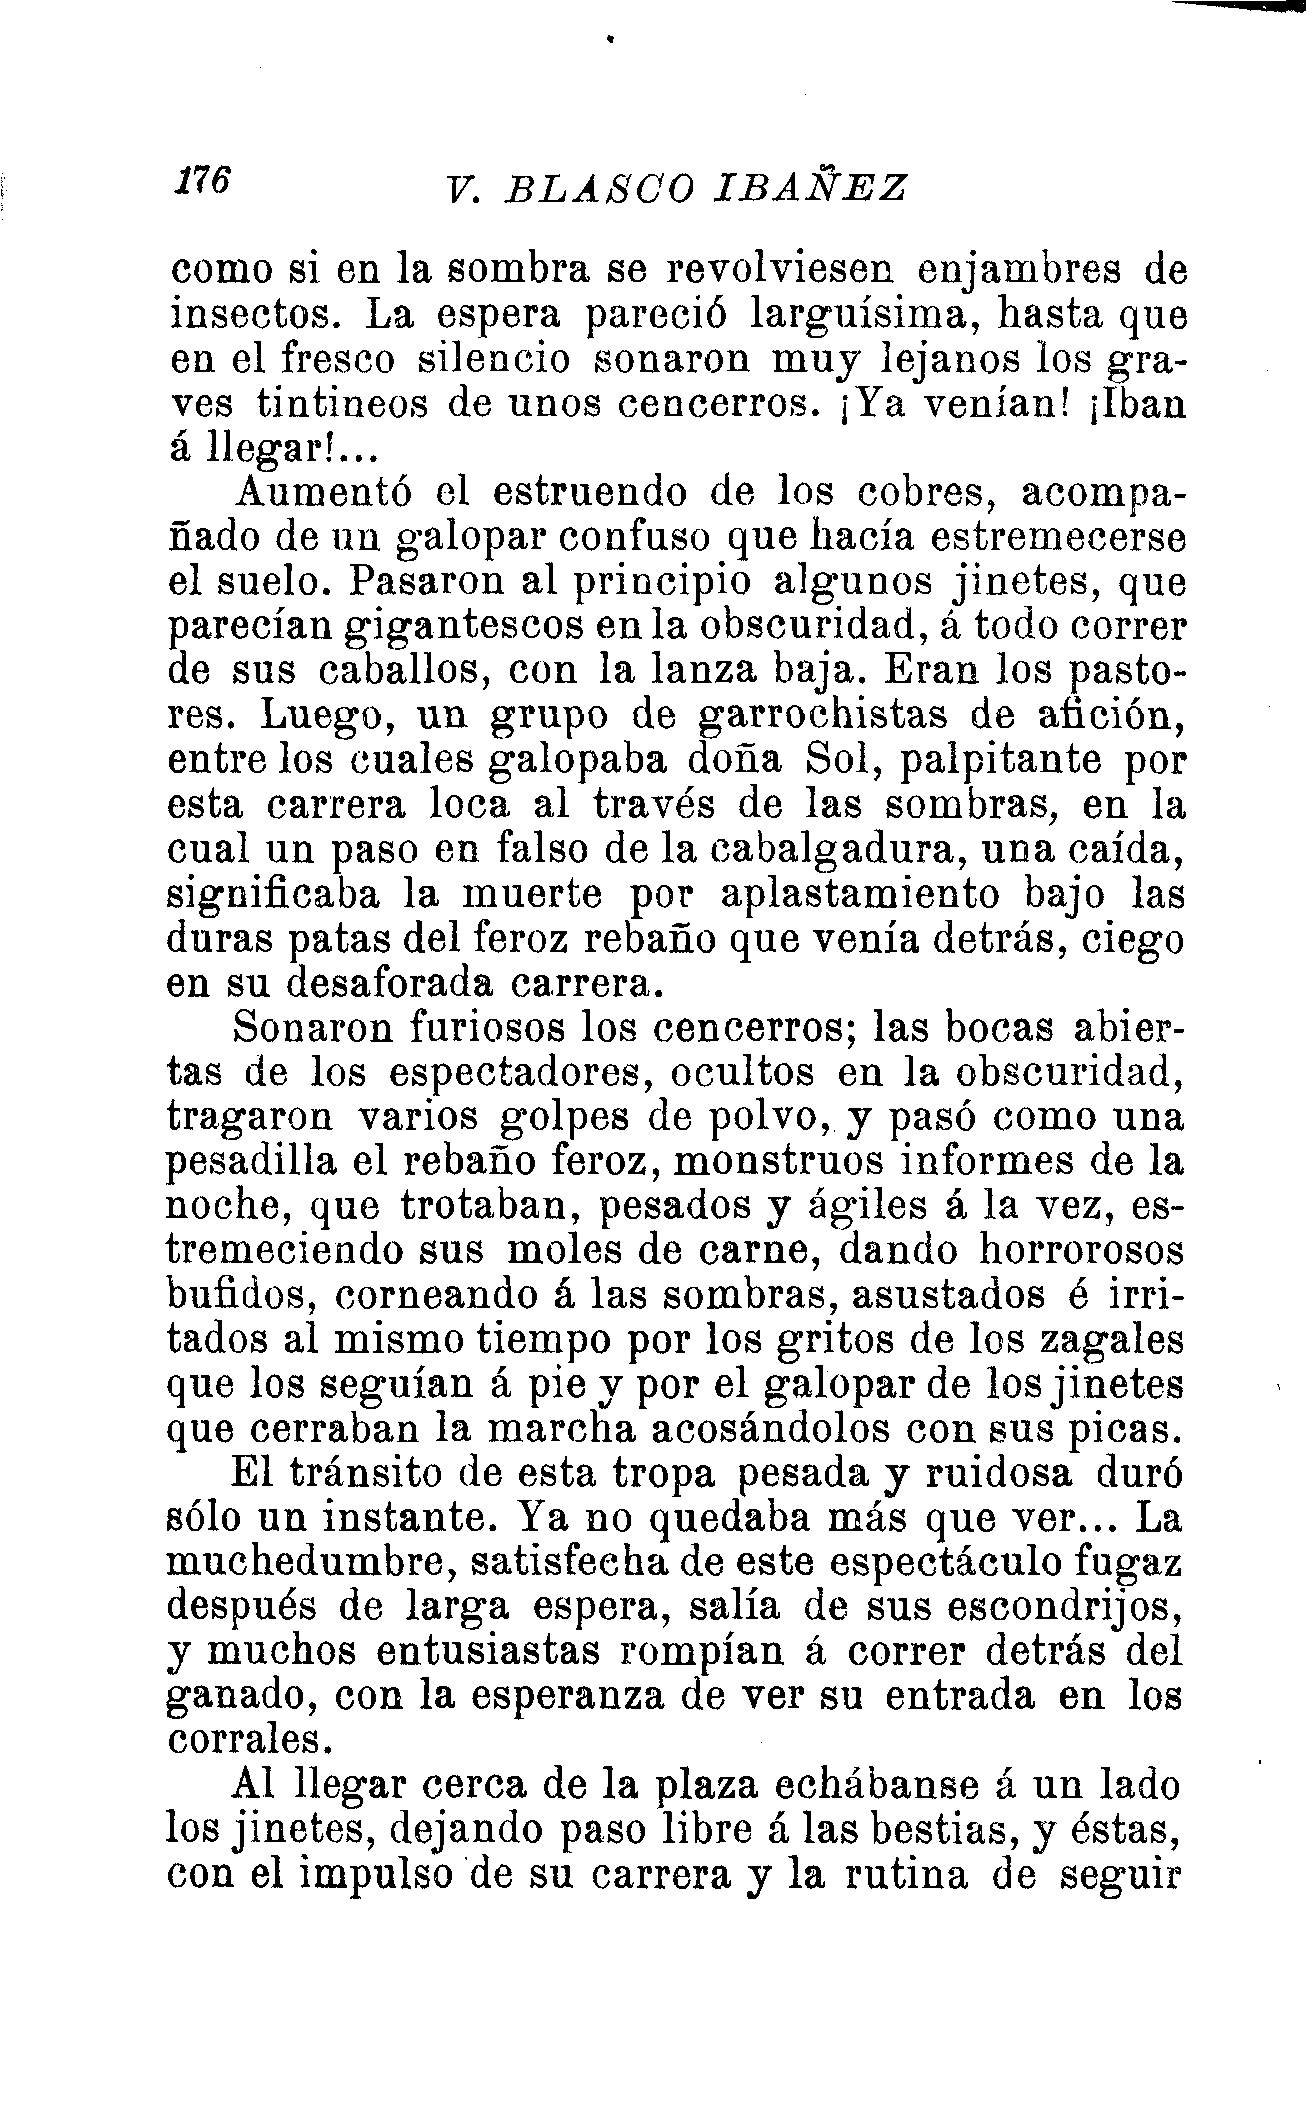 176
V. BLASCO IBAÑEZ
como si en la sombra se revolviesen enjambres de
insectos. La espera pareció larguísima, hasta que
en el fresco silencio sonaron muy lejanos los gra-
ves tintineos de unos cencerros. ¡Ya venían! ¡Iban
á llegar!...
Aumentó el estruendo de los cobres, acompa-
ñado de un galopar confuso que hacía estremecerse
el suelo. Pasaron al principio algunos jinetes, que
parecían gigantescos en la obscuridad, á todo correr
de sus caballos, con la lanza baja. Eran los pasto-
res. Luego, un grupo de garrochistas de afición,
entre los cuales galopaba doña Sol, palpitante por
esta carrera loca al través de las sombras, en la
cual un paso en falso de la cabalgadura, una caída,
significaba la muerte por aplastamiento bajo las
duras patas del feroz rebaño que venía detrás, ciego
en su desaforada carrera.
Sonaron furiosos los cencerros; las bocas abier-
tas de los espectadores, ocultos en la obscuridad,
tragaron varios golpes de polvo, y pasó como una
pesadilla el rebaño feroz, monstruos informes de la
noche, que trotaban, pesados y ágiles á la vez, es-
tremeciendo sus moles de carne, dando horrorosos
bufidos, corneando á las sombras, asustados é irri-
tados al mismo tiempo por los gritos de los zagales
que los seguían á pie y por el galopar de los jinetes
que cerraban la marcha acosándolos con sus picas.
El tránsito de esta tropa pesada y ruidosa duró
sólo un instante. Ya no quedaba más que ver... La
muchedumbre, satisfecha de este espectáculo fugaz
después de larga espera, salía de sus escondrijos,
y muchos entusiastas rompían á correr detrás del
ganado, con la esperanza de ver su entrada en los
corrales.
Al llegar cerca de la plaza echábanse á un lado
los jinetes, dejando paso libre á las bestias, y éstas,
con el impulso de su carrera y la rutina de seguir